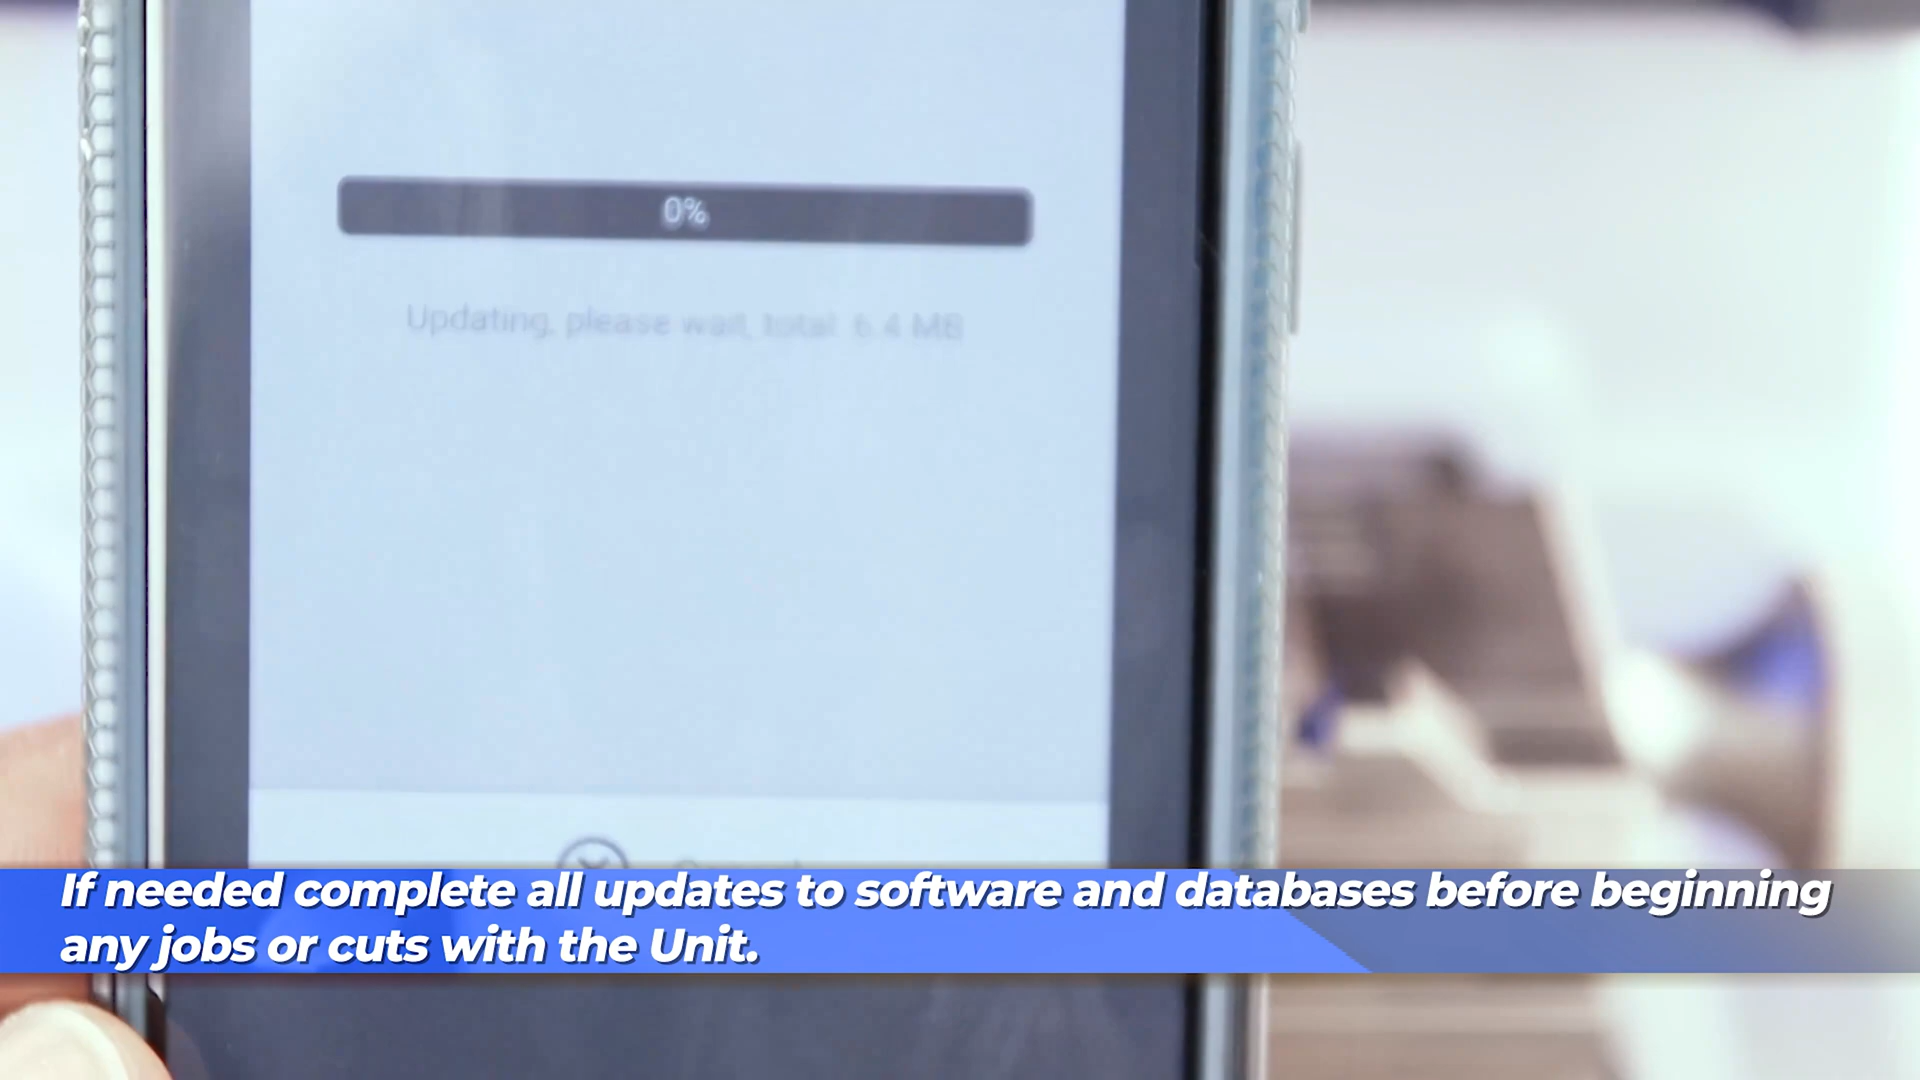 0%
Updating, please wait, total: 6.4 MB
If needed complete all updates to software and databases before beginning
any jobs or cuts with the Unit.